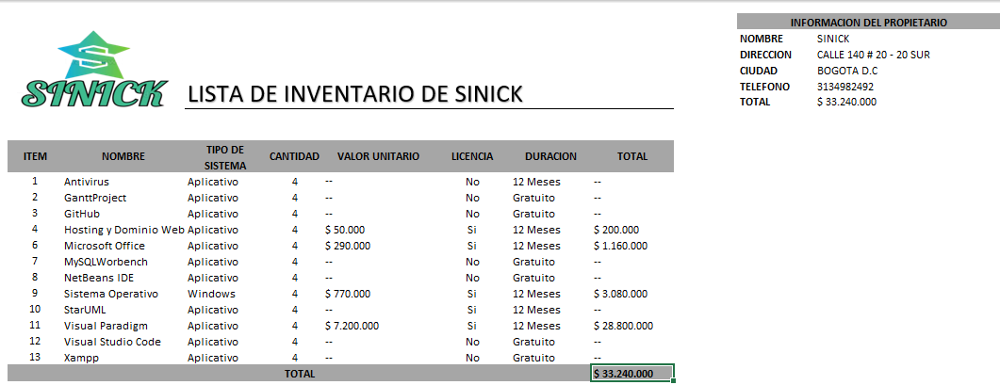 INFORMACION DEL PROPIETARIO
NOMBRE SINICK
DIRECCION CALLE 140 # 20 - 20 SUR
CIUDAD BOGOTA D.C
TELEFONO 3134982492
TOTAL $ 33.240.000
S
SINICK
LISTA DE INVENTARIO DE SINICK
ITEM NOMBRE TIPO DE SISTEMA CANTIDAD VALOR UNITARIO LICENCIA DURACION TOTAL
1 Antivirus Aplicativo 4 -- No 12 Meses --
2 GanttProject Aplicativo 4 -- No Gratuito --
3 GitHub Aplicativo 4 -- No Gratuito --
4 Hosting y Dominio Web Aplicativo 4 $ 50.000 Si 12 Meses $ 200.000
6 Microsoft Office Aplicativo 4 $ 290.000 Si 12 Meses $ 1.160.000
7 MySQLWorbench Aplicativo 4 -- No Gratuito --
8 NetBeans IDE Aplicativo 4 -- No Gratuito --
9 Sistema Operativo Windows 4 $ 770.000 Si 12 Meses $ 3.080.000
10 StarUML Aplicativo 4 -- Si 12 Meses --
11 Visual Paradigm Aplicativo 4 $ 7.200.000 Si 12 Meses $ 28.800.000
12 Visual Studio Code Aplicativo 4 -- No Gratuito --
13 Xampp Aplicativo 4 -- No Gratuito --
TOTAL $ 33.240.000